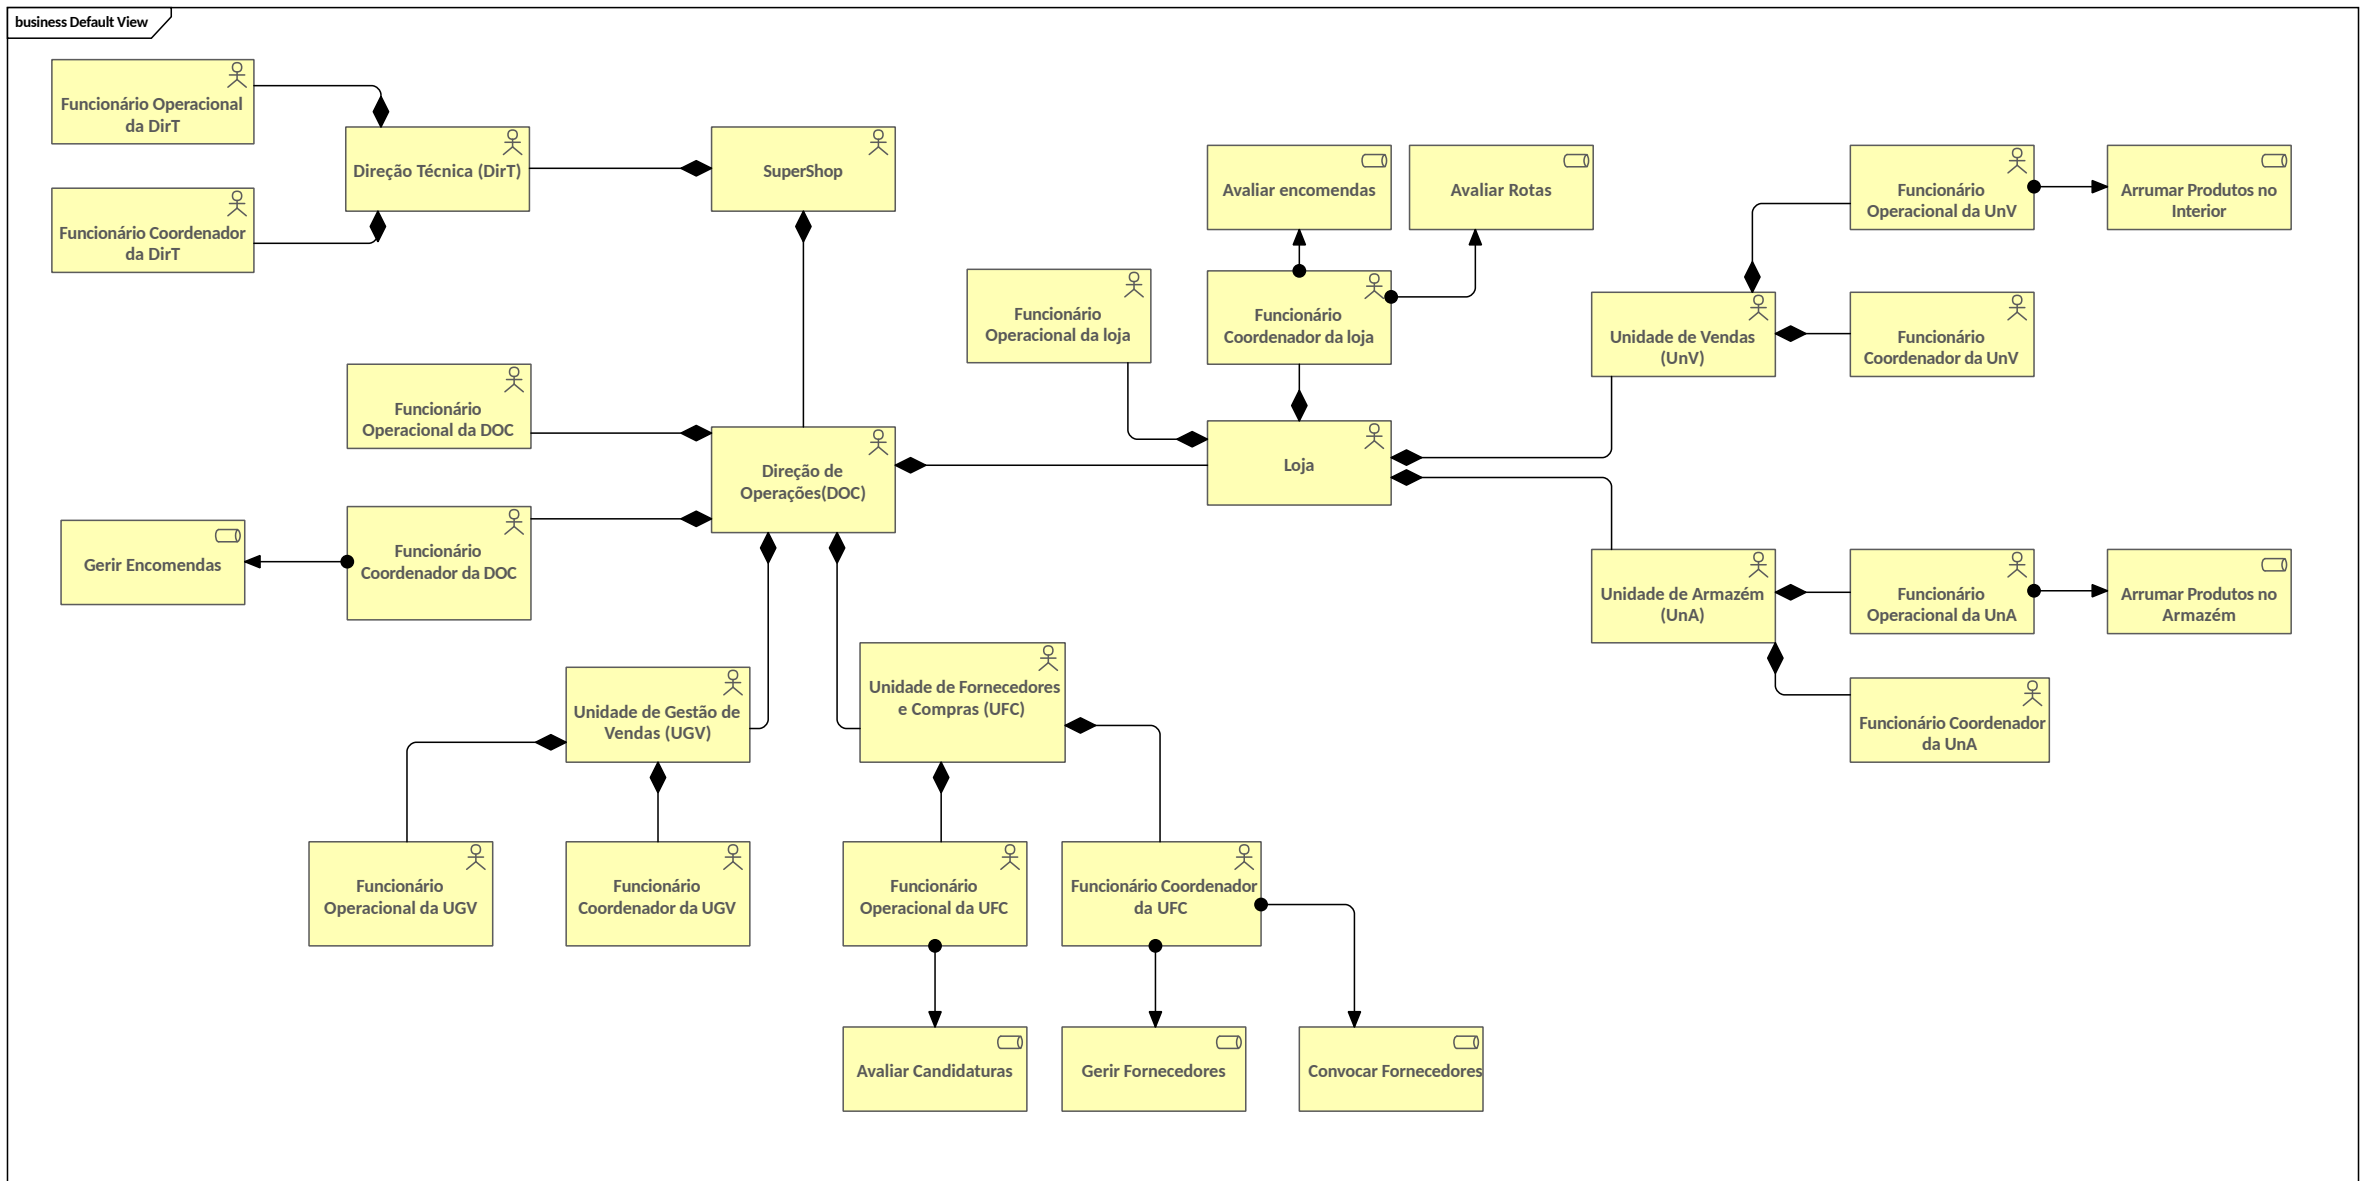 business Default View
Funcionário Operacional
da DirT
Direção Técnica (DirT)
SuperShop
Funcionário Coordenador
da DirT
Avaliar encomendas
Avaliar Rotas
Funcionário
Operacional da UnV
Arrumar Produtos no
Interior
Funcionário
Operacional da loja
Funcionário
Coordenador da loja
Unidade de Vendas
(UnV)
Funcionário
Coordenador da UnV
Funcionário
Operacional da DOC
Direção de
Operações(DOC)
Loja
Gerir Encomendas
Funcionário
Coordenador da DOC
Unidade de Armazém
(UnA)
Funcionário
Operacional da UnA
Arrumar Produtos no
Armazém
Unidade de Gestão de
Vendas (UGV)
Unidade de Fornecedores
e Compras (UFC)
Funcionário Coordenador
da UnA
Funcionário
Operacional da UGV
Funcionário
Coordenador da UGV
Funcionário
Operacional da UFC
Funcionário Coordenador
da UFC
Avaliar Candidaturas
Gerir Fornecedores
Convocar Fornecedores